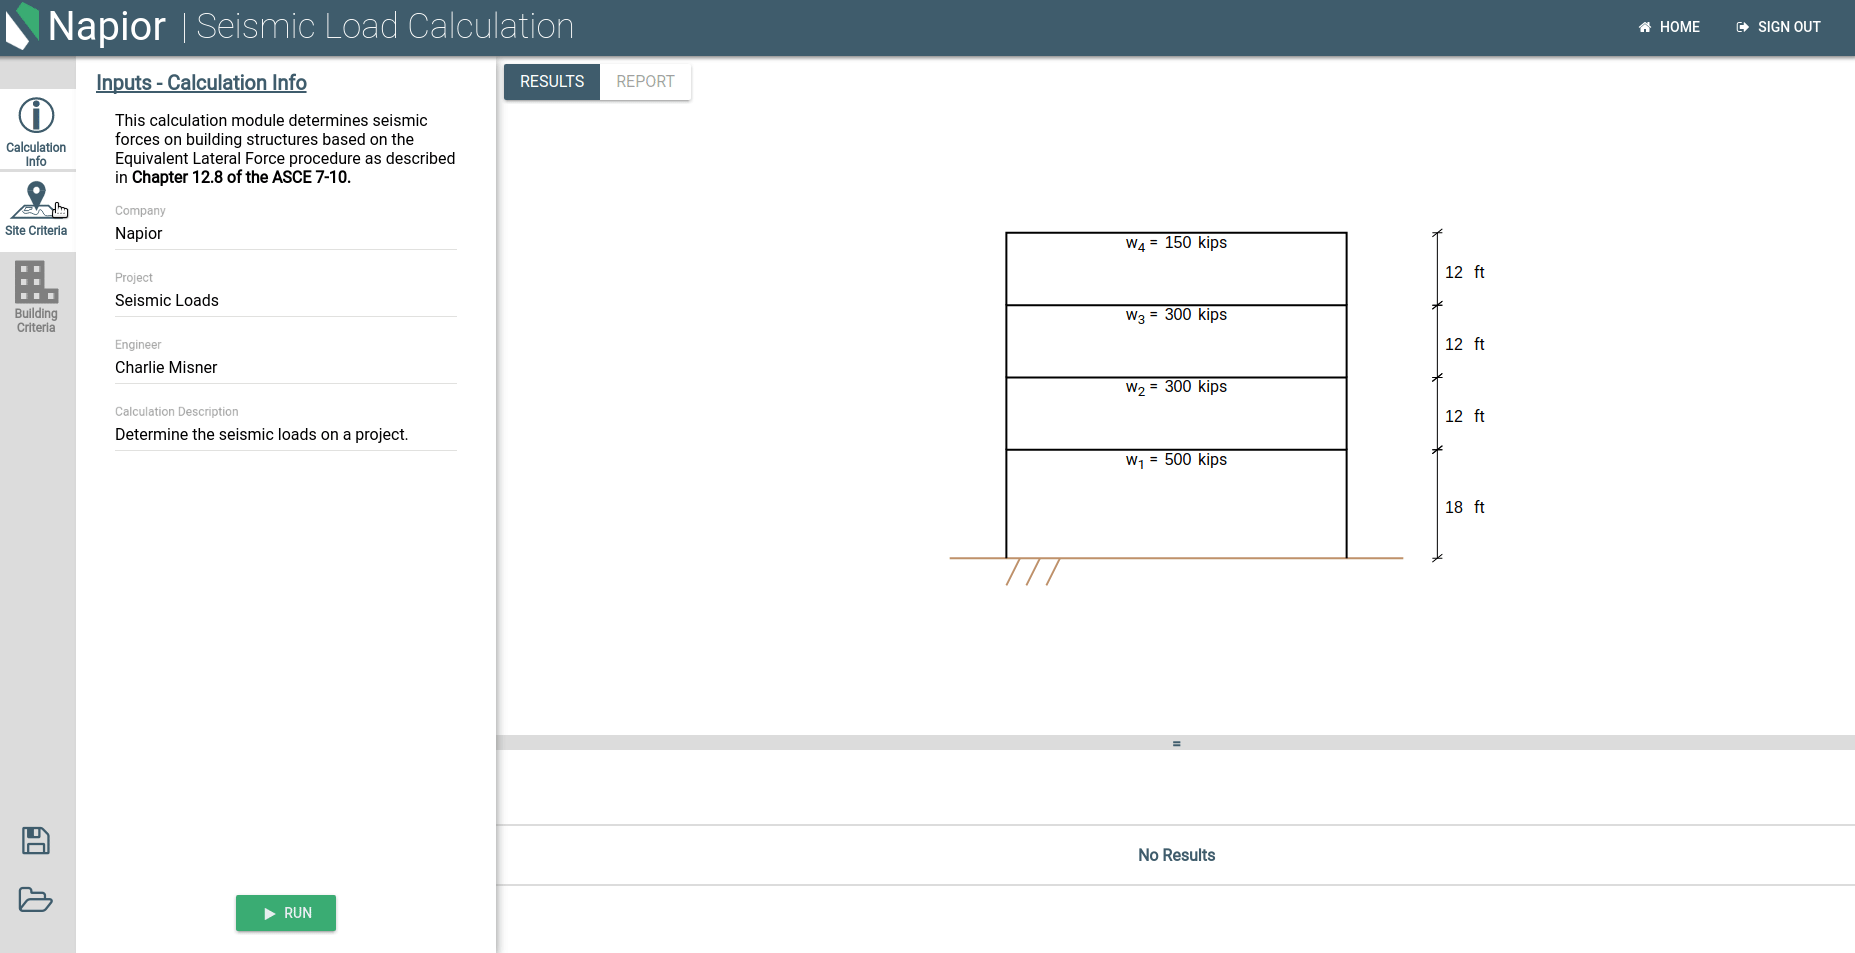 Napior | Seismic Load Calculation
HOME
SIGN OUT
Calculation
Info
Site Criteria
Building
Criteria
Inputs - Calculation Info
This calculation module determines seismic
forces on building structures based on the
Equivalent Lateral Force procedure as described
in Chapter 12.8 of the ASCE 7-10.
Company
Napior
Project
Seismic Loads
Engineer
Charlie Misner
Calculation Description
Determine the seismic loads on a project.
RUN
RESULTS
REPORT
w4 = 150 kips
12 ft
w3 = 300 kips
12 ft
w2 = 300 kips
12 ft
w1 = 500 kips
18 ft
=
No Results